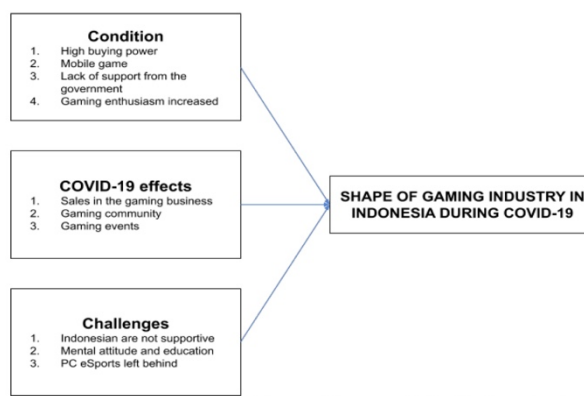 Condition
1. High buying power
2. Mobile game
3. Lack of support from the
government
4. Gaming enthusiasm increased
COVID-19 effects
1. Sales in the gaming business
2. Gaming community
3. Gaming events
SHAPE OF GAMING INDUSTRY IN
INDONESIA DURING COVID-19
Challenges
1. Indonesian are not supportive
2. Mental attitude and education
3. PC eSports left behind